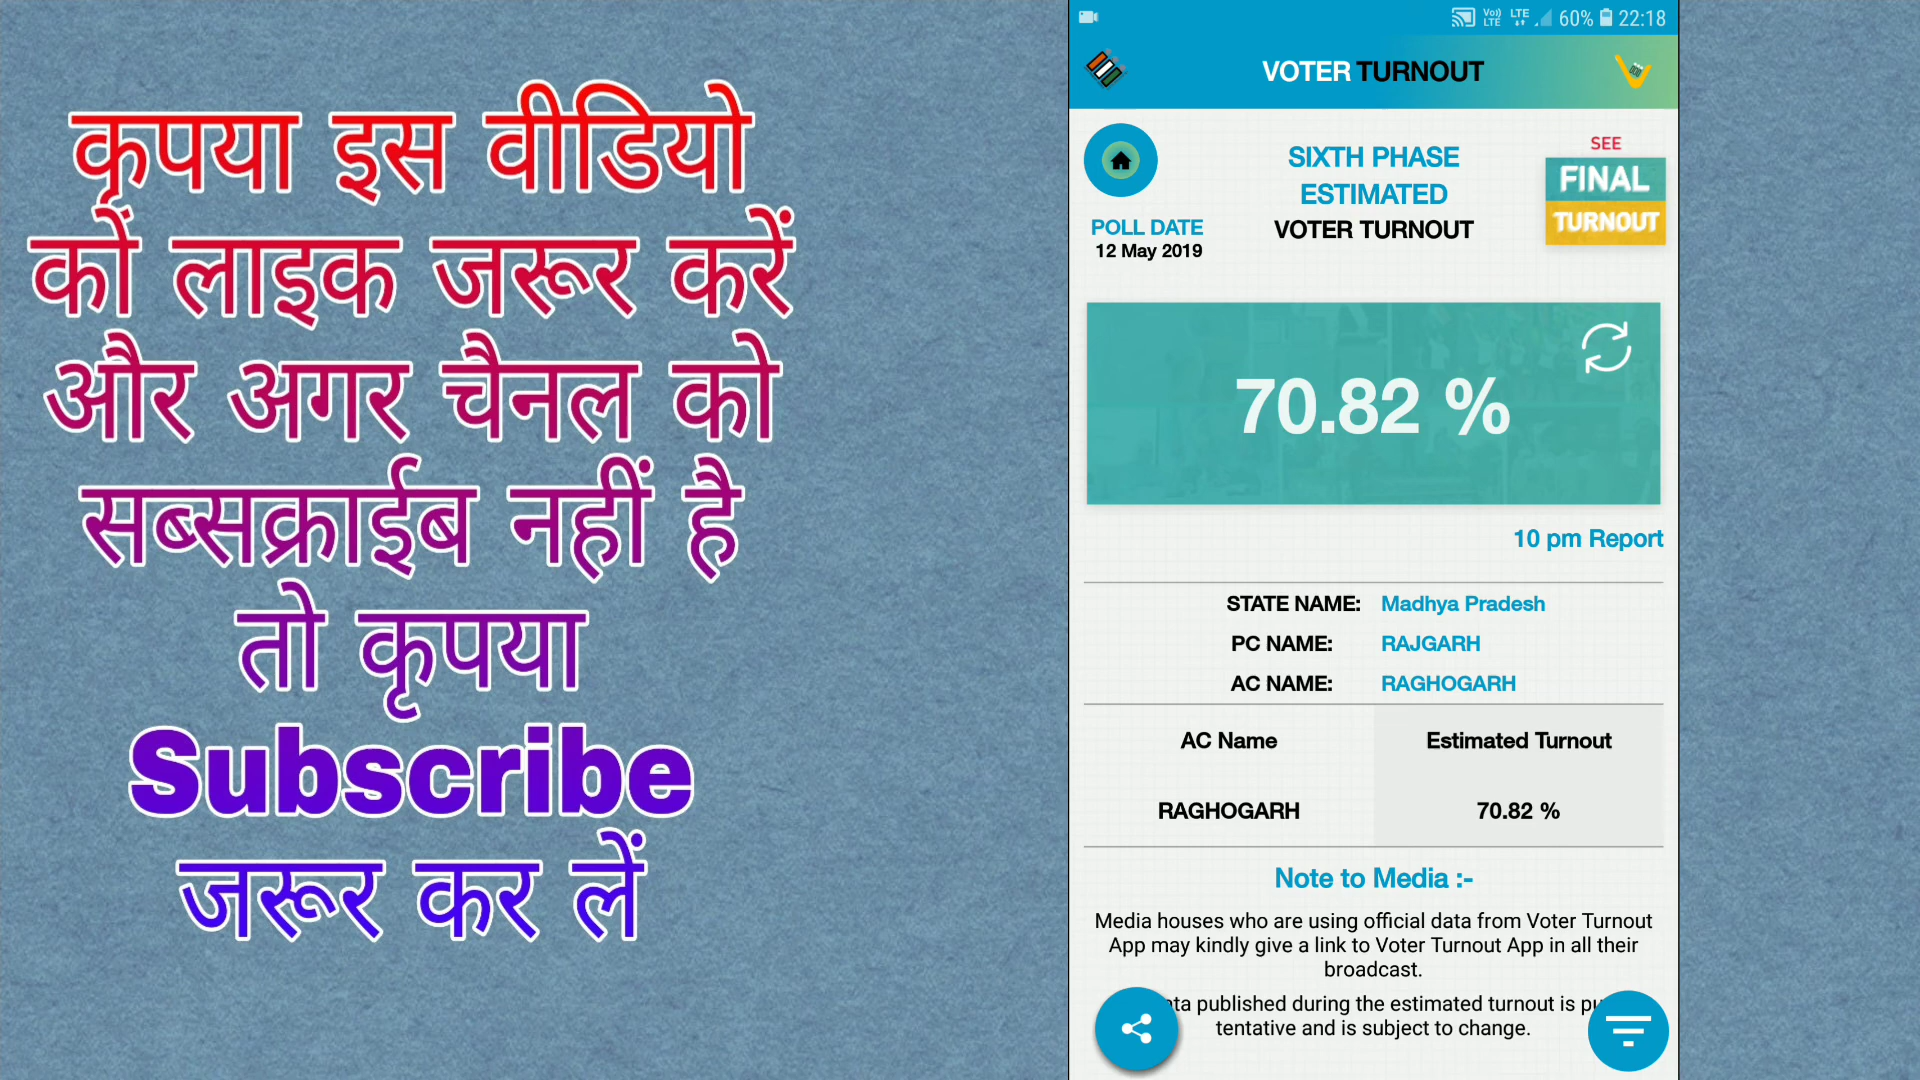 कृपया इस वीडियो
कों लाइक जरूर करें
और अगर चैनल को
सब्सक्राईब नहीं है
तो कृपया
Subscribe
जरूर कर लें
VoLTE LTE 60% 22:18
VOTER TURNOUT
SIXTH PHASE
ESTIMATED
VOTER TURNOUT
POLL DATE
12 May 2019
SEE
FINAL
TURNOUT
70.82 %
10 pm Report
STATE NAME: Madhya Pradesh
PC NAME: RAJGARH
AC NAME: RAGHOGARH
AC Name Estimated Turnout
RAGHOGARH 70.82 %
Note to Media :-
Media houses who are using official data from Voter Turnout
App may kindly give a link to Voter Turnout App in all their
broadcast.
published during the estimated turnout is
tentative and is subject to change.